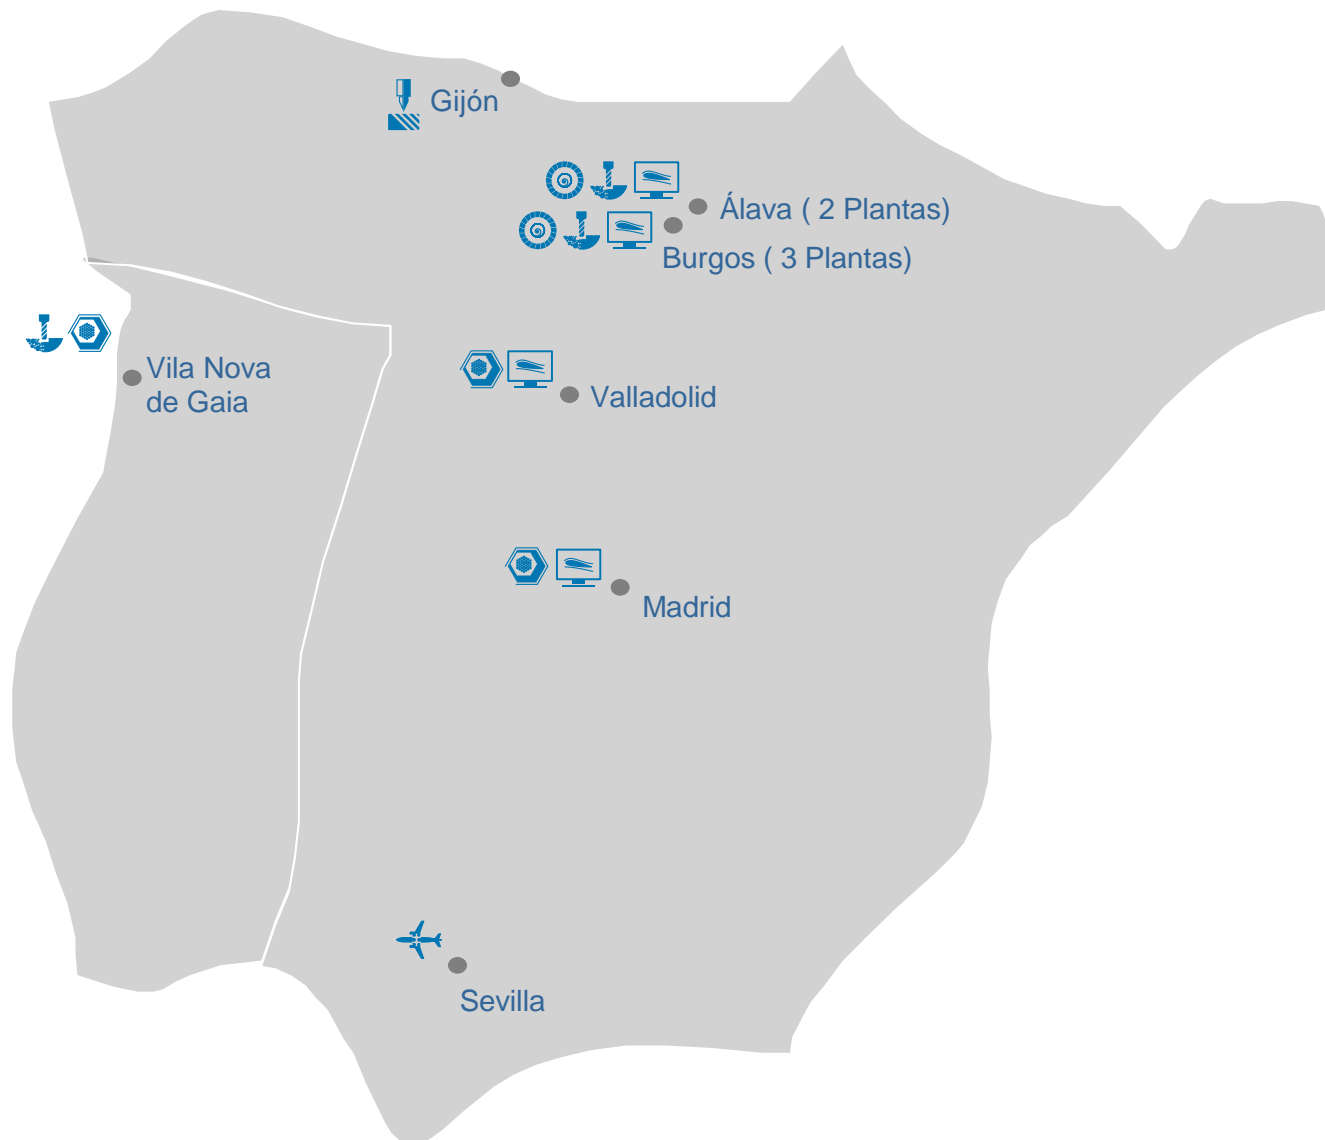 Gijón
Álava ( 2 Plantas)
Burgos ( 3 Plantas)
Vila Nova
de Gaia
Valladolid
Madrid
Sevilla